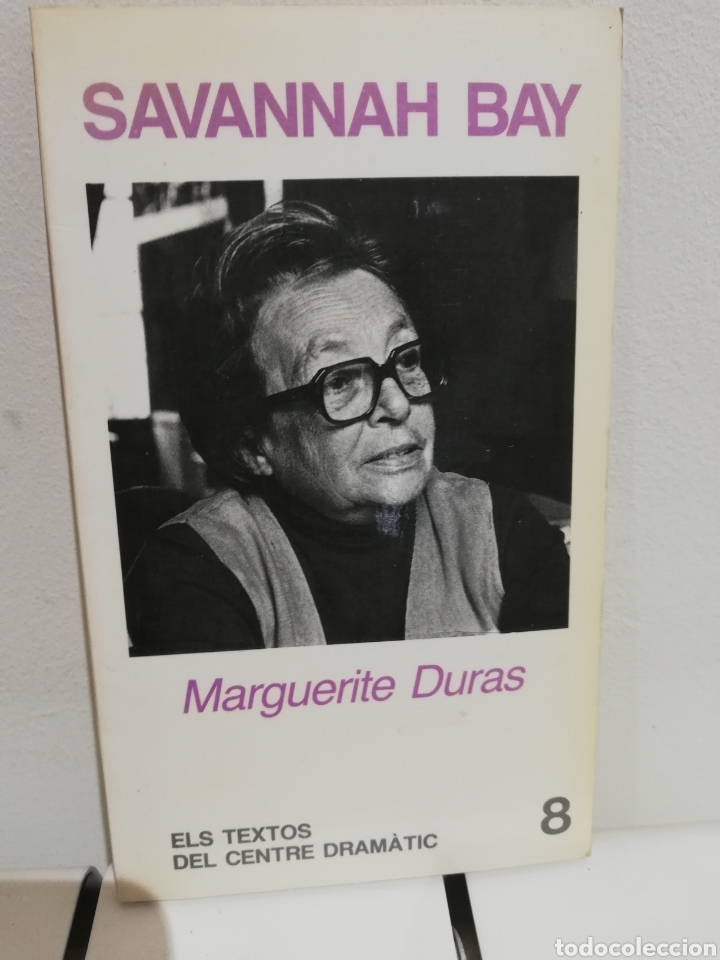 SAVANNAH BAY
Marguerite Duras
ELS TEXTOS
DEL CENTRE DRAMÀTIC
8
todocoleccion